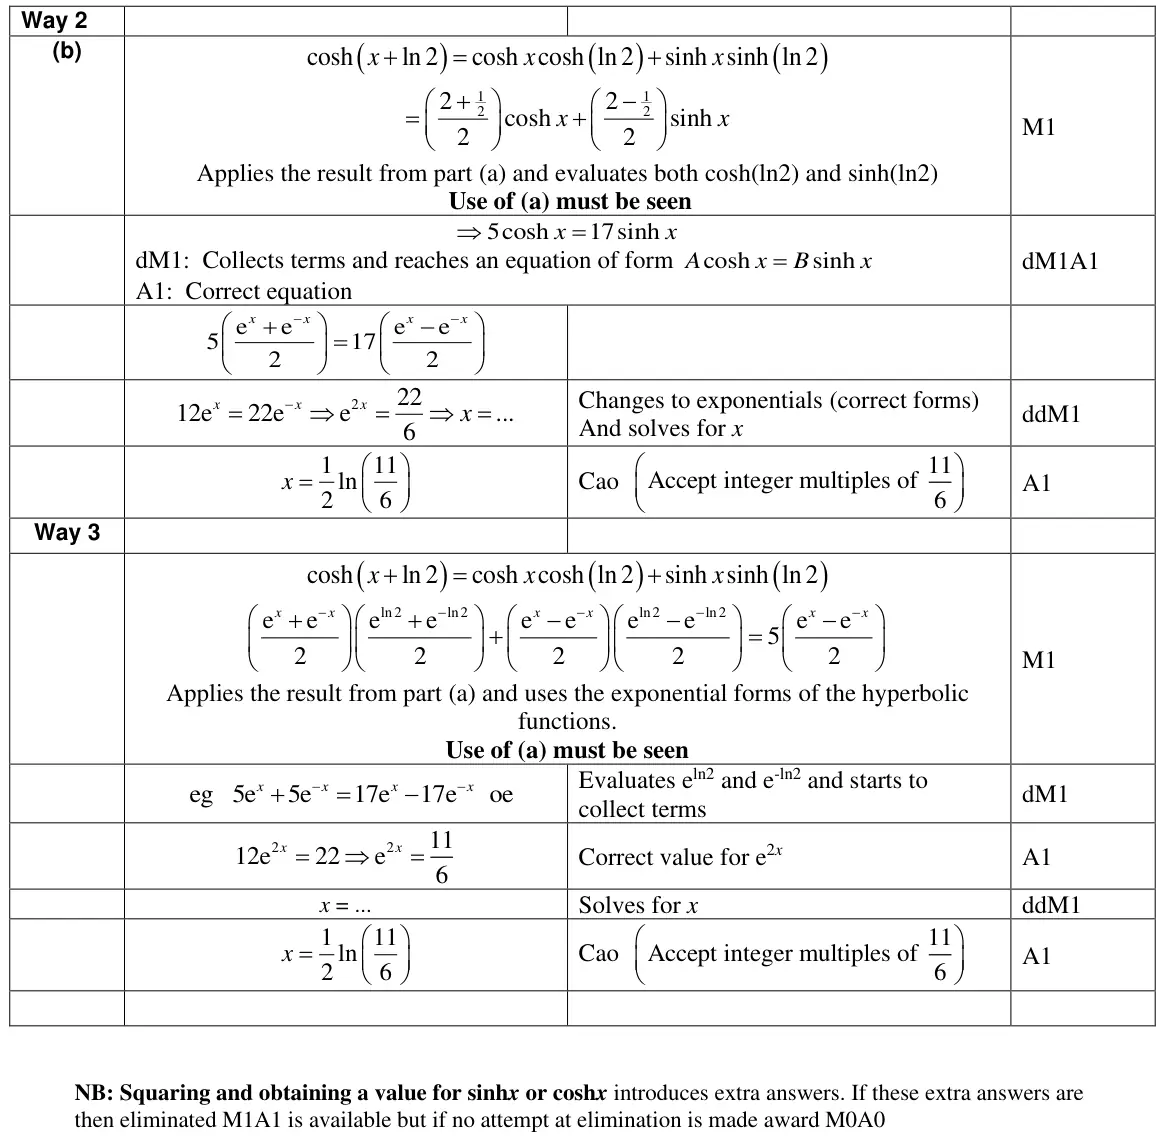 Way 2
(b)
cosh(x + ln 2) = cosh x cosh(ln 2) + sinh x sinh(ln 2)
= ((2 + 1/2)/2) cosh x + ((2 − 1/2)/2) sinh x
M1
Applies the result from part (a) and evaluates both cosh(ln2) and sinh(ln2)
Use of (a) must be seen
⇒ 5cosh x = 17sinh x
dM1: Collects terms and reaches an equation of form A cosh x = B sinh x
dM1A1
A1: Correct equation
5((e^x + e^−x)/2) = 17((e^x − e^−x)/2)
12e^x = 22e^−x ⇒ e^2x = 22/6 ⇒ x = ...
Changes to exponentials (correct forms)
And solves for x
ddM1
x = 1/2 ln(11/6)
Cao (Accept integer multiples of 11/6)
A1
Way 3
cosh(x + ln 2) = cosh x cosh(ln 2) + sinh x sinh(ln 2)
((e^x + e^−x)/2)((e^ln2 + e^−ln2)/2) + ((e^x − e^−x)/2)((e^ln2 − e^−ln2)/2) = 5((e^x − e^−x)/2)
M1
Applies the result from part (a) and uses the exponential forms of the hyperbolic
functions.
Use of (a) must be seen
eg 5e^x + 5e^−x = 17e^x − 17e^−x oe
Evaluates e^ln2 and e^-ln2 and starts to
collect terms
dM1
12e^2x = 22 ⇒ e^2x = 11/6
Correct value for e^2x
A1
x = ...
Solves for x
ddM1
x = 1/2 ln(11/6)
Cao (Accept integer multiples of 11/6)
A1
NB: Squaring and obtaining a value for sinhx or coshx introduces extra answers. If these extra answers are
then eliminated M1A1 is available but if no attempt at elimination is made award M0A0